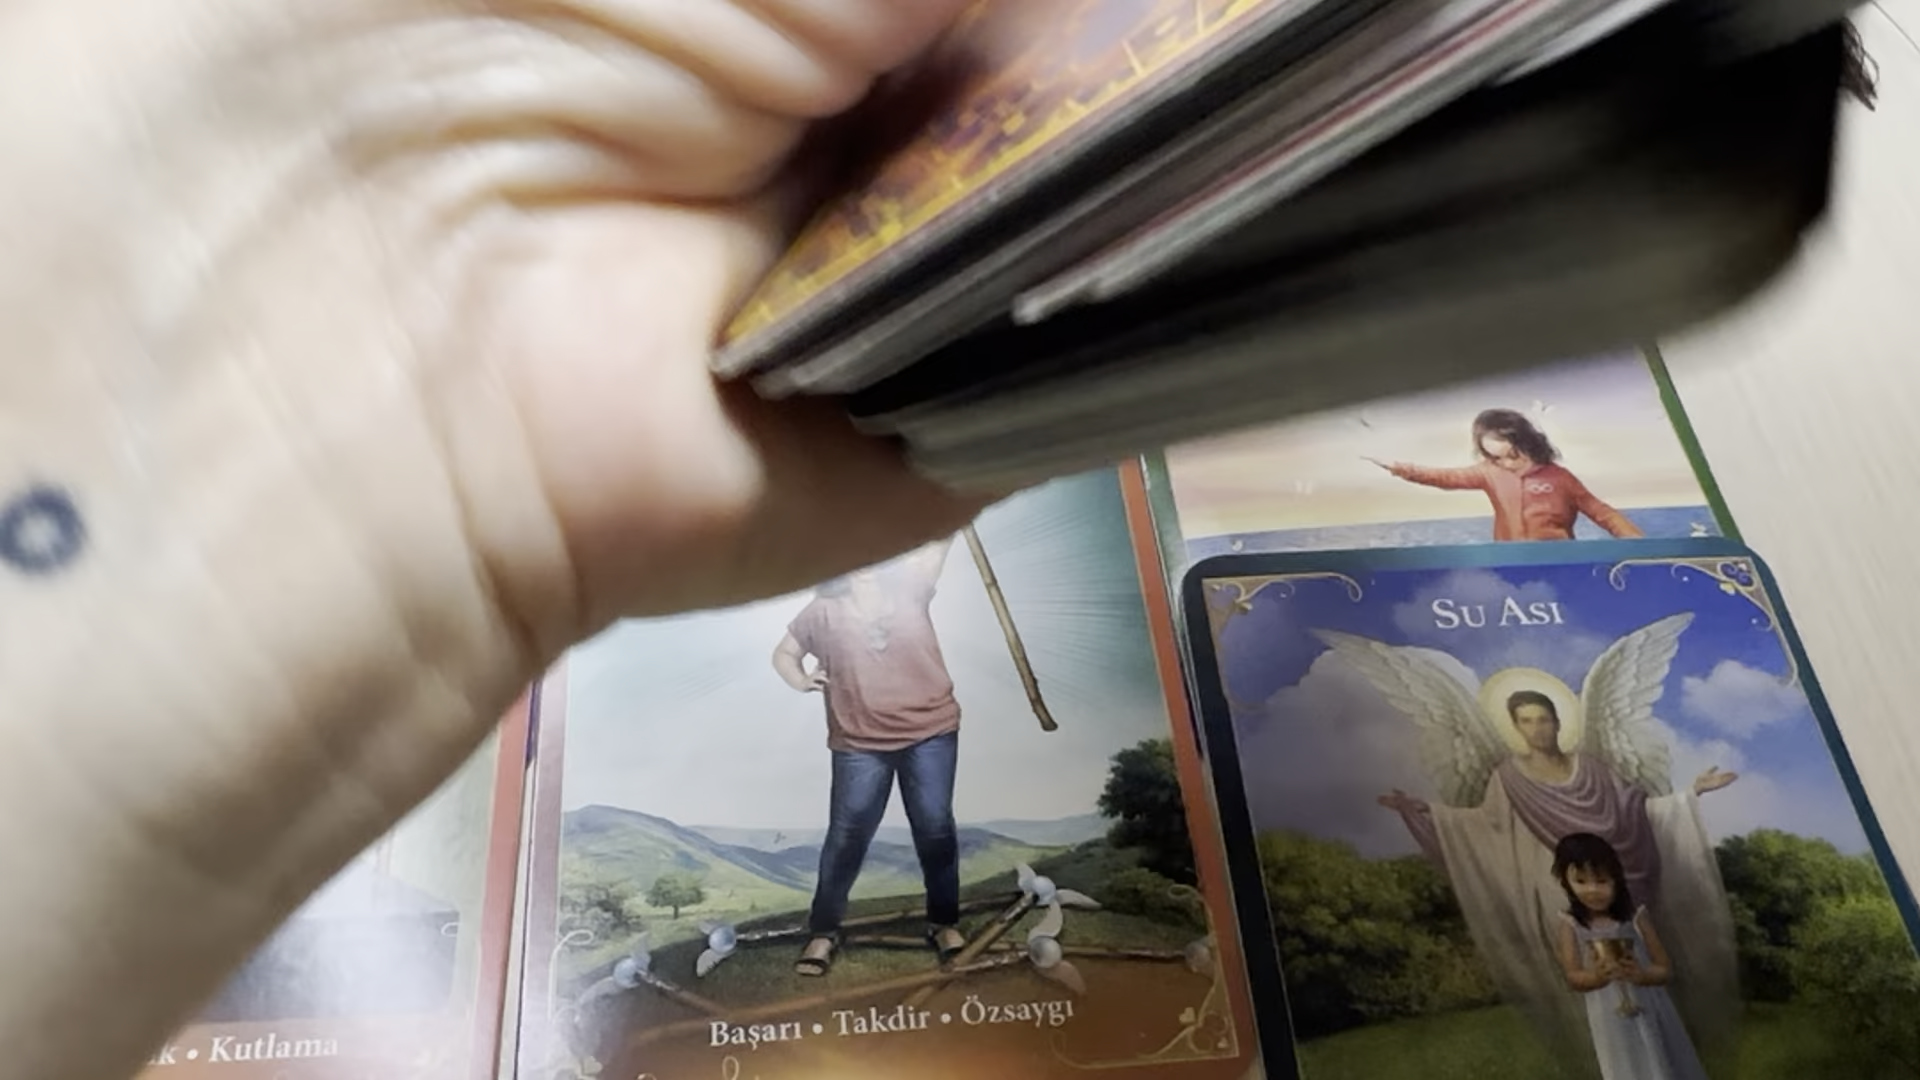 Su Ası
Başarı • Takdir • Özsaygı
• Kutlama